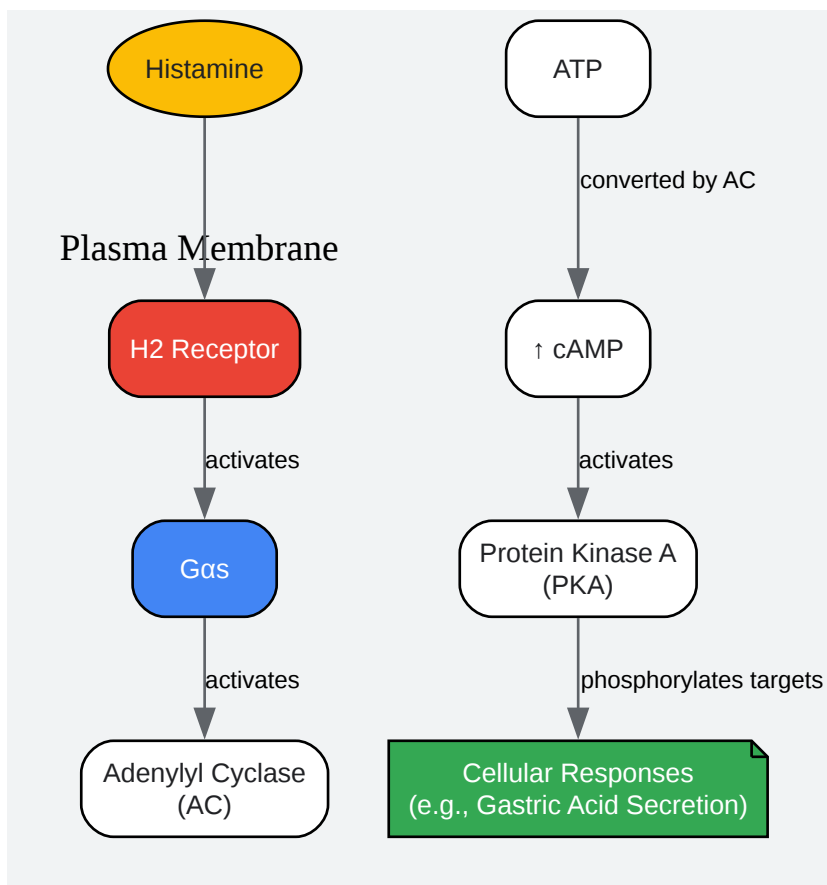 Histamine
ATP
converted by AC
Plasma Membrane
H2 Receptor
↑ cAMP
activates
activates
Gαs
Protein Kinase A
(PKA)
activates
phosphorylates targets
Adenylyl Cyclase
(AC)
Cellular Responses
(e.g., Gastric Acid Secretion)